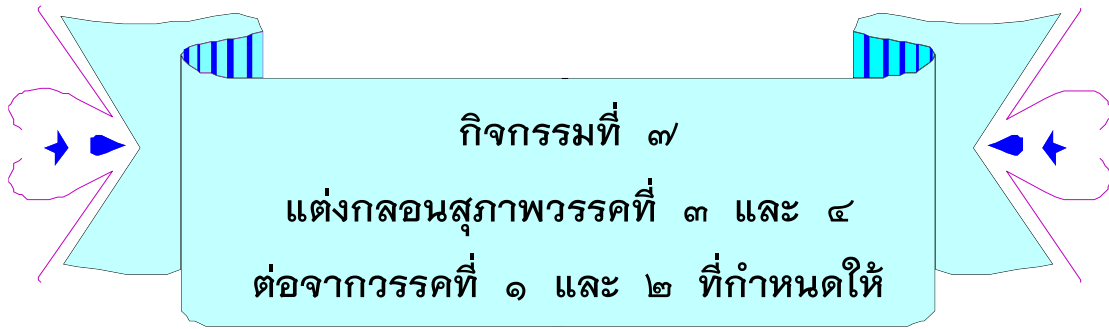 กิจกรรมที่ ๗
แต่งกลอนสุภาพวรรคที่ ๓ และ ๔
ต่อจากวรรคที่ ๑ และ ๒ ที่กำหนดให้